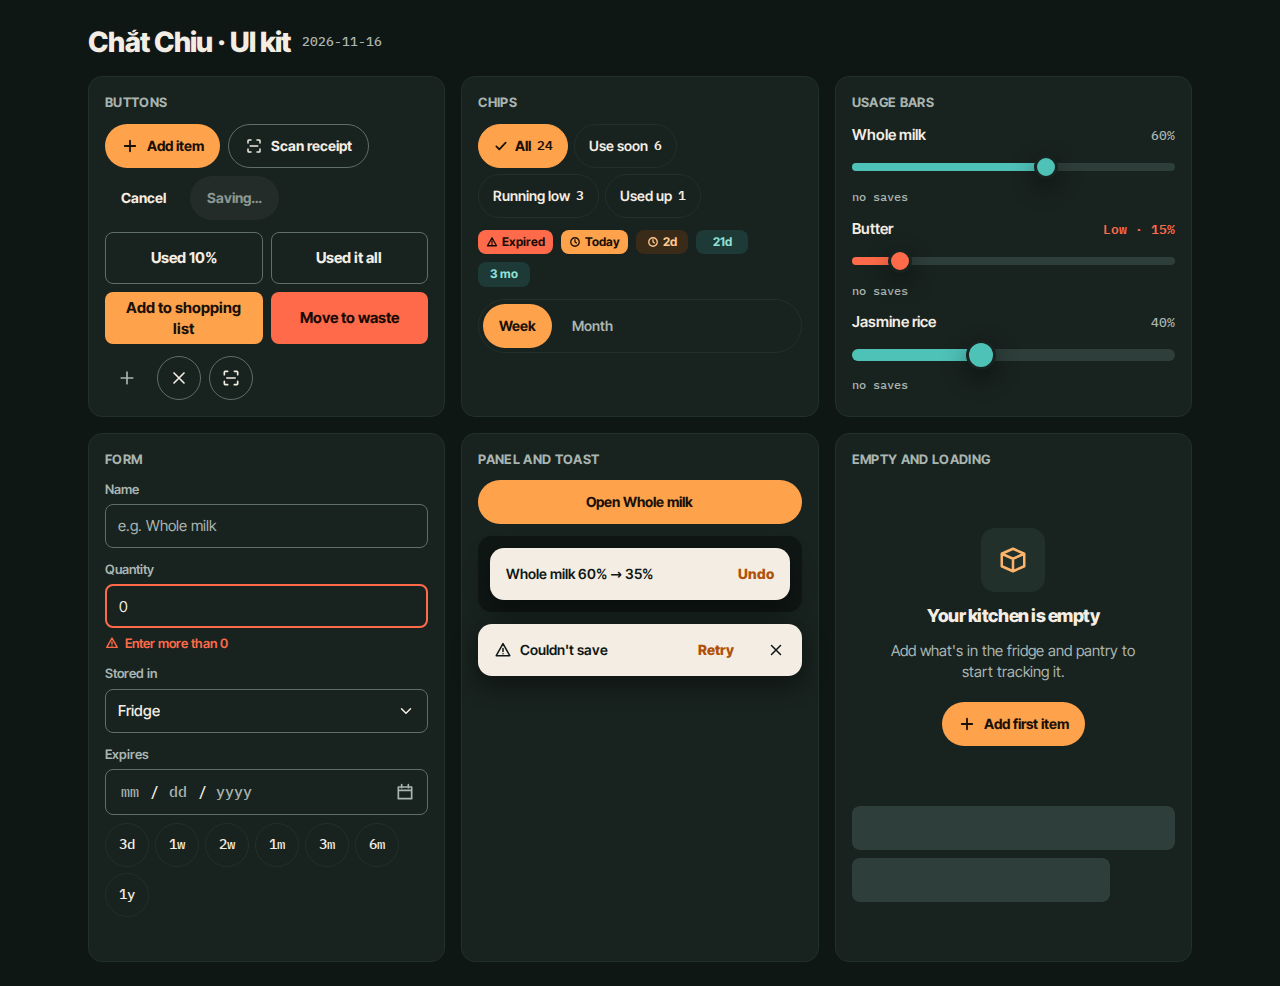 Chắt Chiu · UI kit 2026-11-16
BUTTONS
Add item
Scan receipt
Cancel
Saving…
Used 10%
Used it all
Add to shopping
list
Move to waste
CHIPS
All 24
Use soon 6
Running low 3
Used up 1
Expired
Today
2d
21d
3 mo
Week
Month
USAGE BARS
Whole milk 60%
no saves
Butter Low · 15%
no saves
Jasmine rice 40%
no saves
FORM
Name
e.g. Whole milk
Quantity
0
Enter more than 0
Stored in
Fridge
Expires
mm / dd / yyyy
3d 1w 2w 1m 3m 6m
1y
PANEL AND TOAST
Open Whole milk
Whole milk 60% → 35% Undo
Couldn't save Retry
EMPTY AND LOADING
Your kitchen is empty
Add what's in the fridge and pantry to
start tracking it.
Add first item